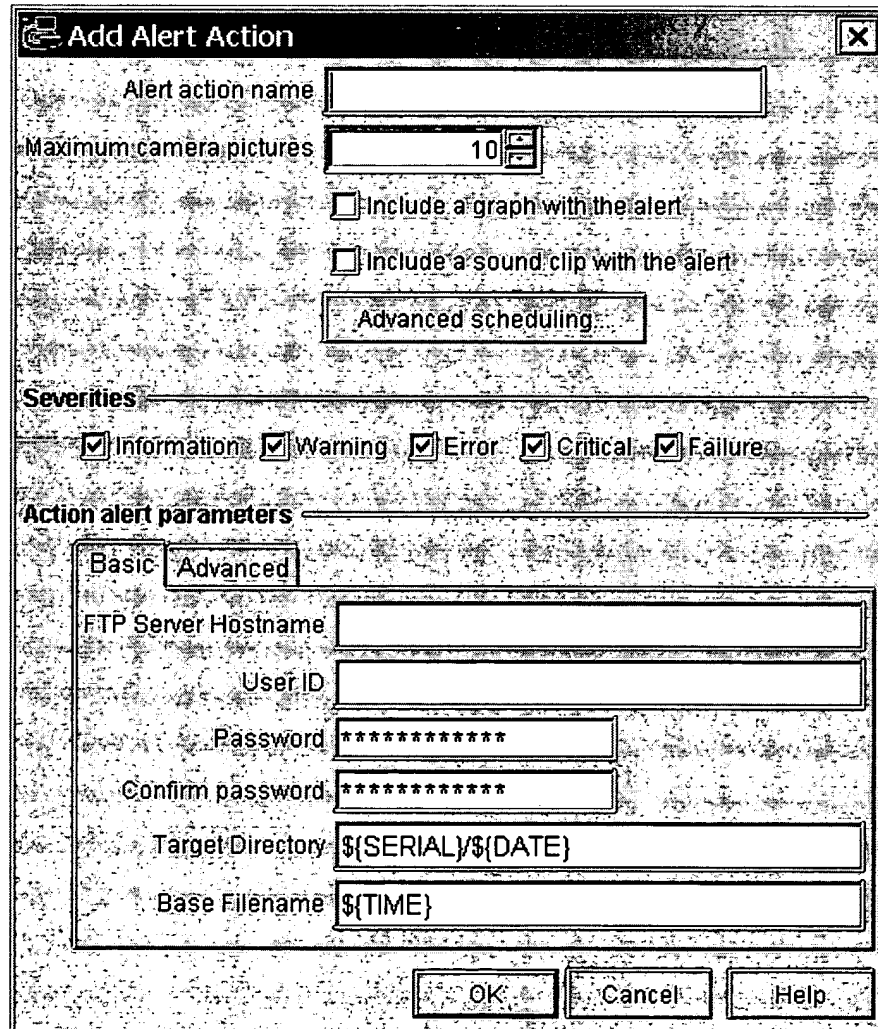 Add Alert Action
Alert action name
Maximum camera pictures 10
Include a graph with the alert
Include a sound clip with the alert
Advanced scheduling...
Severities
Information Warning Error Critical Failure
Action alert parameters
Basic Advanced
FTP Server Hostname
User ID
Password ************
Confirm password ************
Target Directory ${SERIAL}/${DATE}
Base Filename ${TIME}
OK Cancel Help